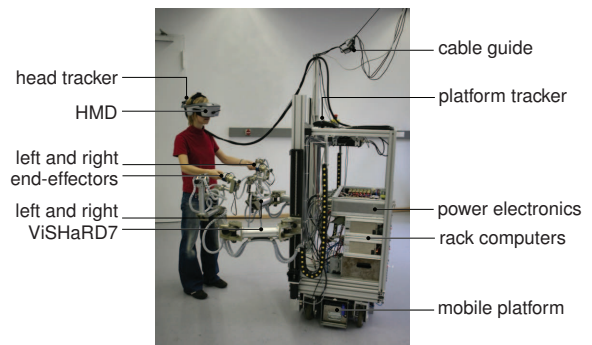 head tracker
HMD
left and right
end-effectors
left and right
ViSHaRD7
cable guide
platform tracker
power electronics
rack computers
mobile platform